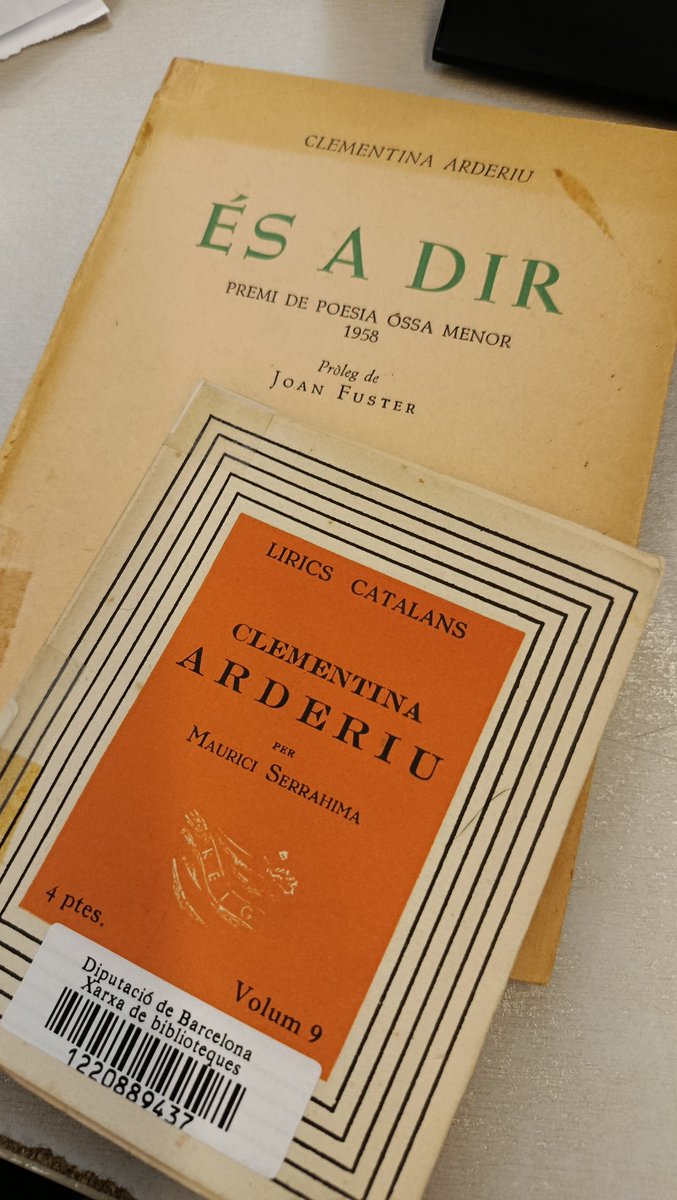 CLEMENTINA ARDERIU
ÉS A DIR
PREMI DE POESIA ÓSSA MENOR
1958
Pròleg de
JOAN FUSTER
LIRICS CATALANS
CLEMENTINA
ARDERIU
PER
MAURICI SERRAHIMA
4 ptes.
Volum 9
Diputació de Barcelona
Xarxa de biblioteques
1220889437